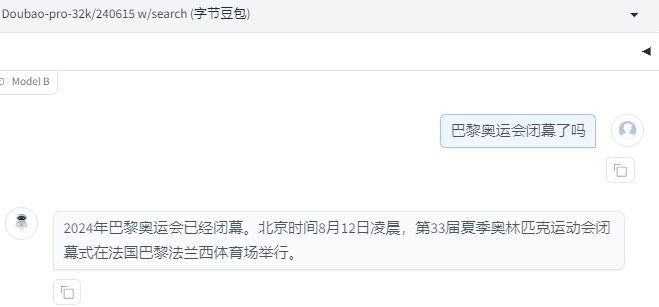 Doubao-pro-32k/240615 w/search (字节豆包)
Model B
巴黎奥运会闭幕了吗
2024年巴黎奥运会已经闭幕。北京时间8月12日凌晨，第33届夏季奥林匹克运动会闭
幕式在法国巴黎法兰西体育场举行。